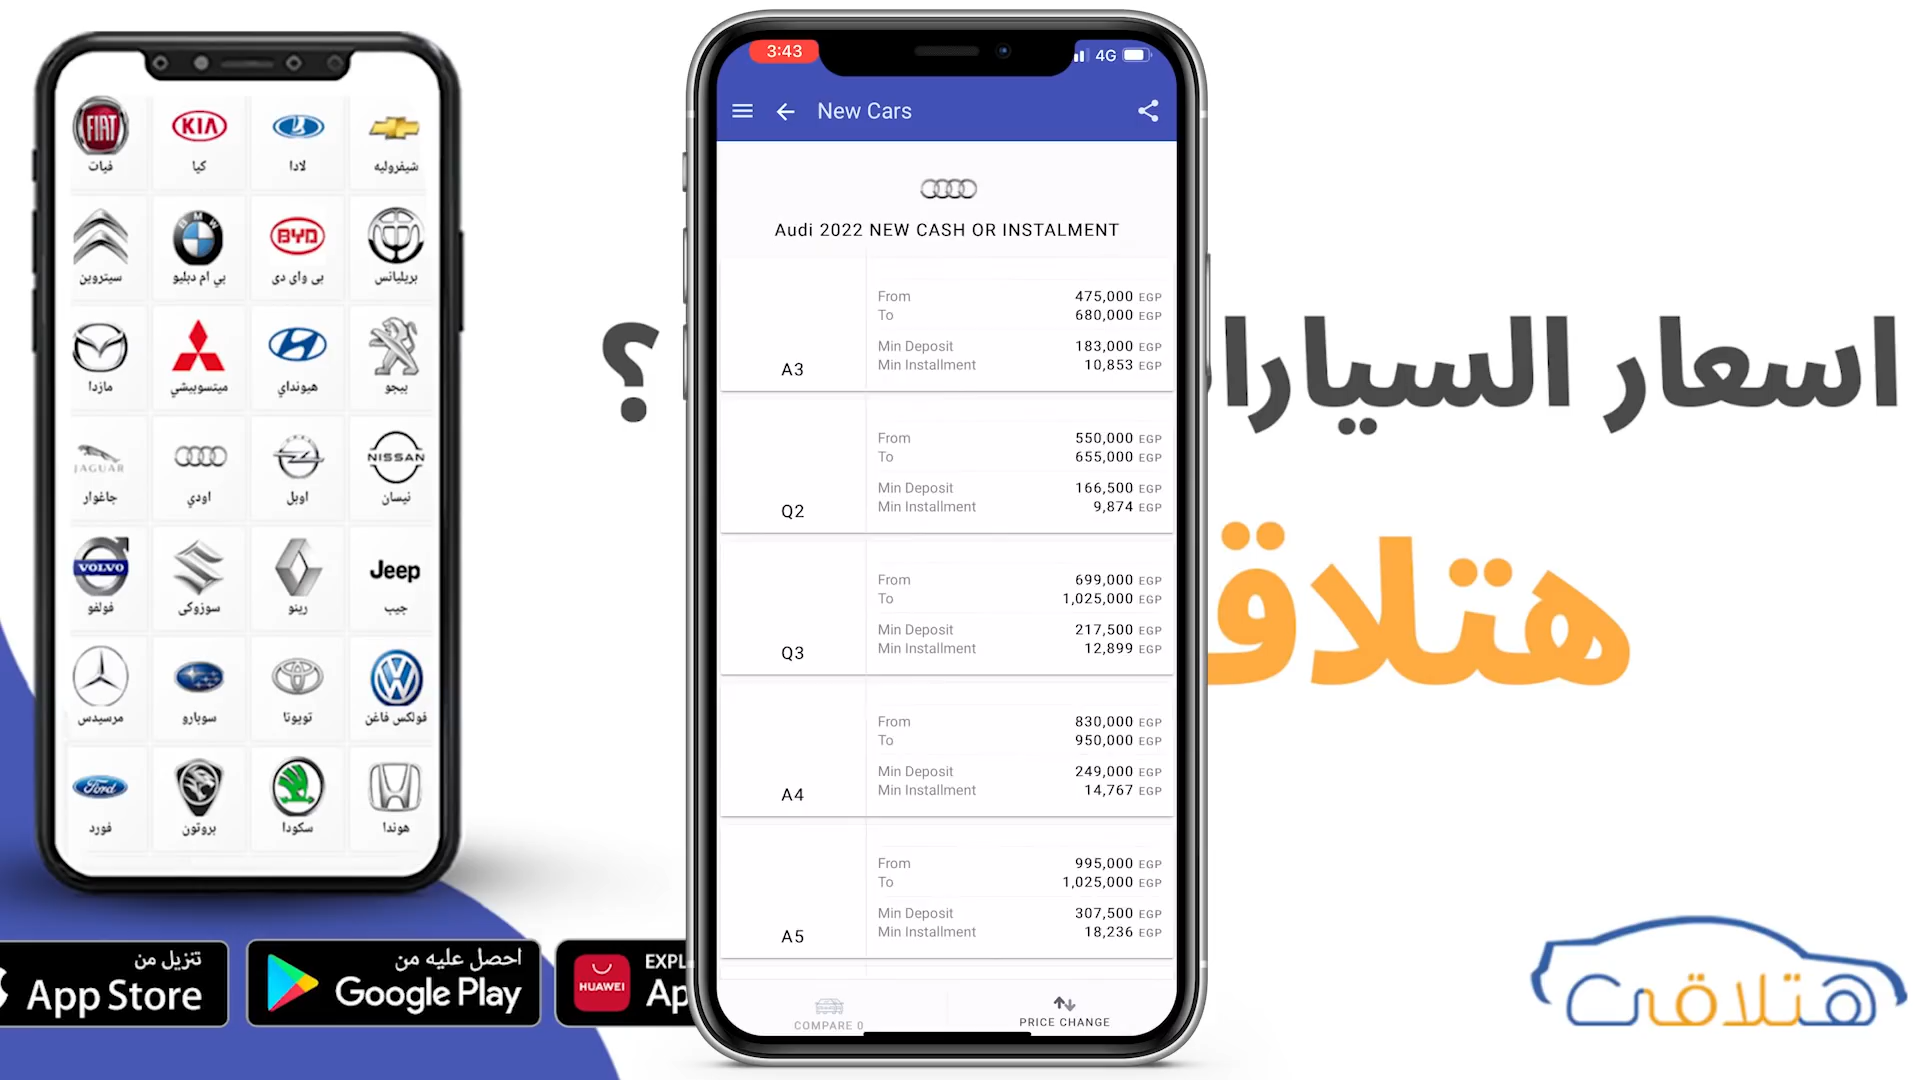 FIAT
KIA
فيات
كيا
لادا
شيفروليه
BMW
BYD
سيتروين
بي ام دبليو
بى واى دى
بريليانس
مازدا
ميتسوبيشي
هيونداي
بيجو
JAGUAR
NISSAN
جاغوار
اودي
اوبل
نيسان
VOLVO
Jeep
فولفو
سوزوكى
رينو
جيب
مرسيدس
سوبارو
تويوتا
فولكس فاغن
Ford
فورد
بروتون
سكودا
هوندا
تنزيل من
App Store
احصل عليه من
Google Play
HUAWEI
3:43
4G
New Cars
Audi 2022 NEW CASH OR INSTALMENT
A3
From 475,000 EGP
To 680,000 EGP
Min Deposit 183,000 EGP
Min Installment 10,853 EGP
Q2
From 550,000 EGP
To 655,000 EGP
Min Deposit 166,500 EGP
Min Installment 9,874 EGP
Q3
From 699,000 EGP
To 1,025,000 EGP
Min Deposit 217,500 EGP
Min Installment 12,899 EGP
A4
From 830,000 EGP
To 950,000 EGP
Min Deposit 249,000 EGP
Min Installment 14,767 EGP
A5
From 995,000 EGP
To 1,025,000 EGP
Min Deposit 307,500 EGP
Min Installment 18,236 EGP
COMPARE 0
PRICE CHANGE
اسعار
؟
هتلاقى